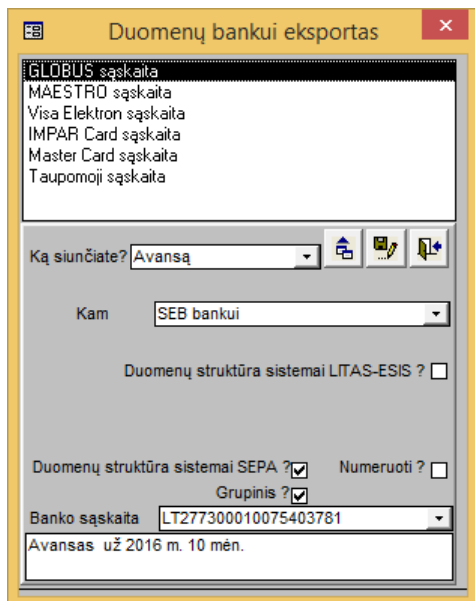 Duomenų bankui eksportas
GLOBUS sąskaita
MAESTRO sąskaita
Visa Elektron sąskaita
IMPAR Card sąskaita
Master Card sąskaita
Taupomoji sąskaita
Ką siunčiate? Avansą
Kam SEB bankui
Duomenų struktūra sistemai LITAS-ESIS ?
Duomenų struktūra sistemai SEPA ? Numeruoti ?
Grupinis ?
Banko sąskaita LT277300010075403781
Avansas už 2016 m. 10 mėn.